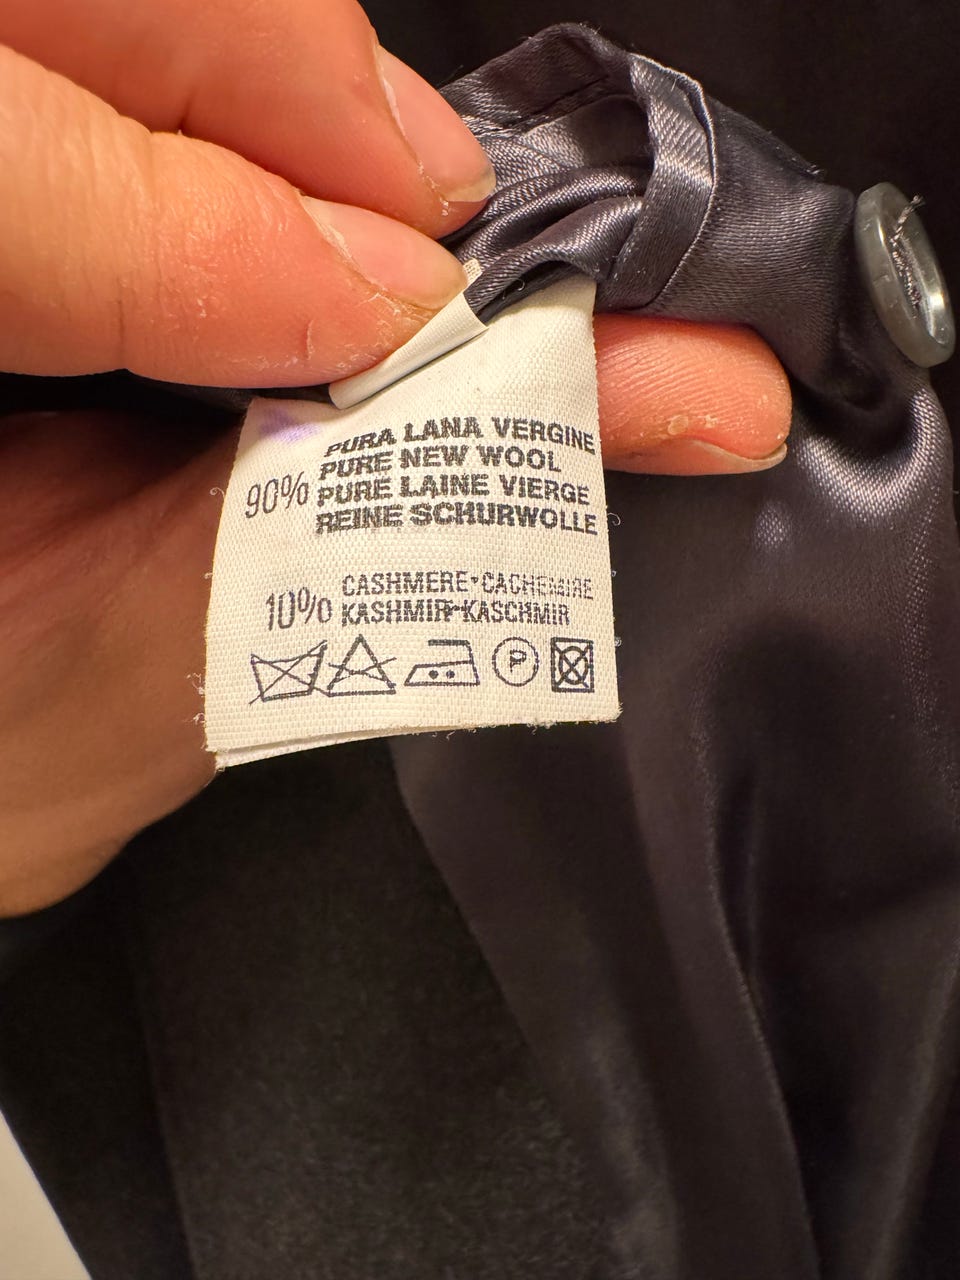 90% PURA LANA VERGINE
PURE NEW WOOL
PURE LAINE VIERGE
REINE SCHURWOLLE
10% CASHMERE·CACHEMIRE
KASHMIR·KASCHMIR
P